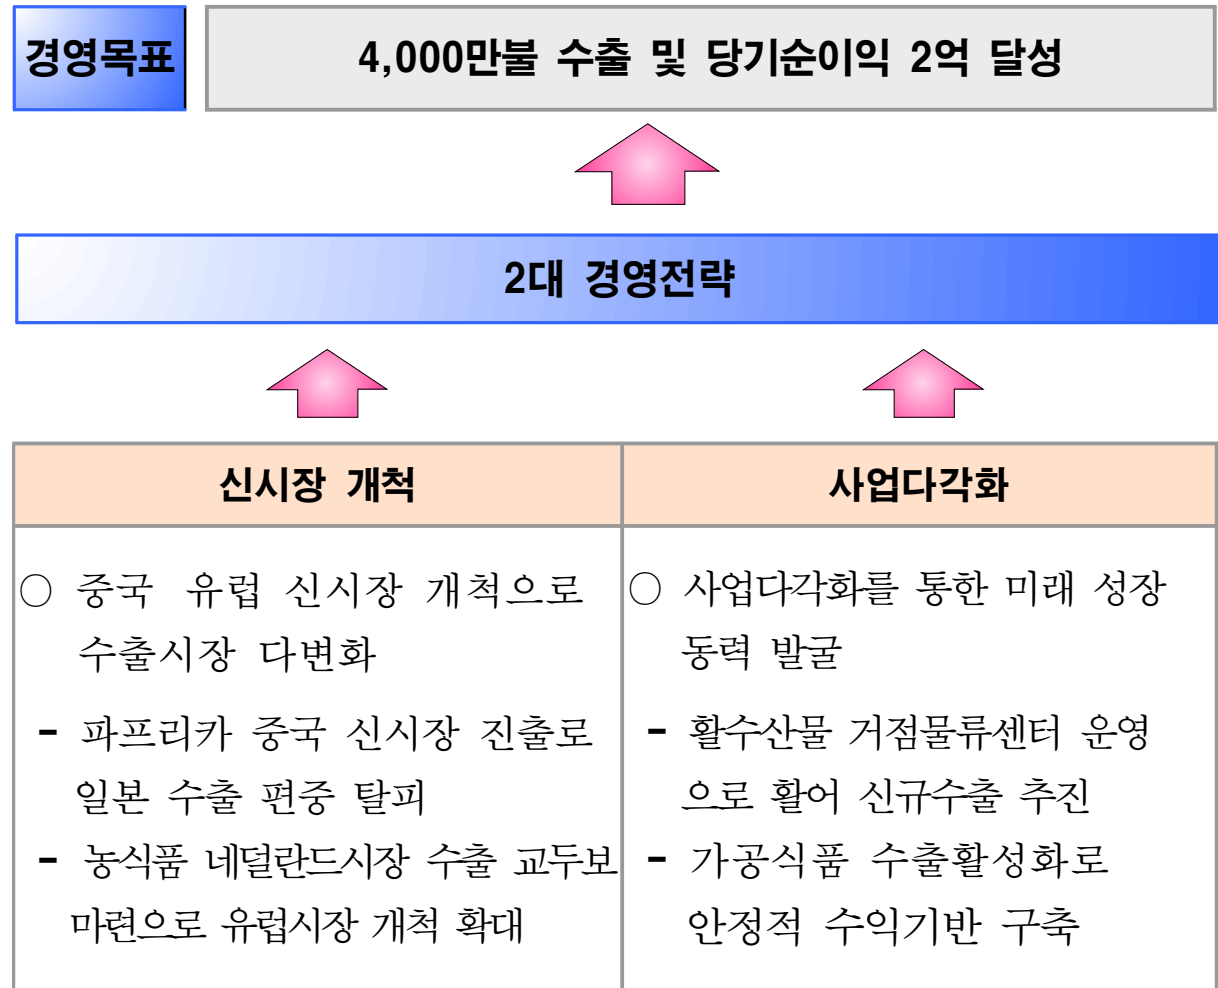 경영목표
4,000만불 수출 및 당기순이익 2억 달성
2대 경영전략
신시장 개척
○ 중국 유럽 신시장 개척으로
수출시장 다변화
- 파프리카 중국 신시장 진출로
일본 수출 편중 탈피
- 농식품 네덜란드시장 수출 교두보
마련으로 유럽시장 개척 확대
사업다각화
○ 사업다각화를 통한 미래 성장
동력 발굴
- 활수산물 거점물류센터 운영
으로 활어 신규수출 추진
- 가공식품 수출활성화로
안정적 수익기반 구축